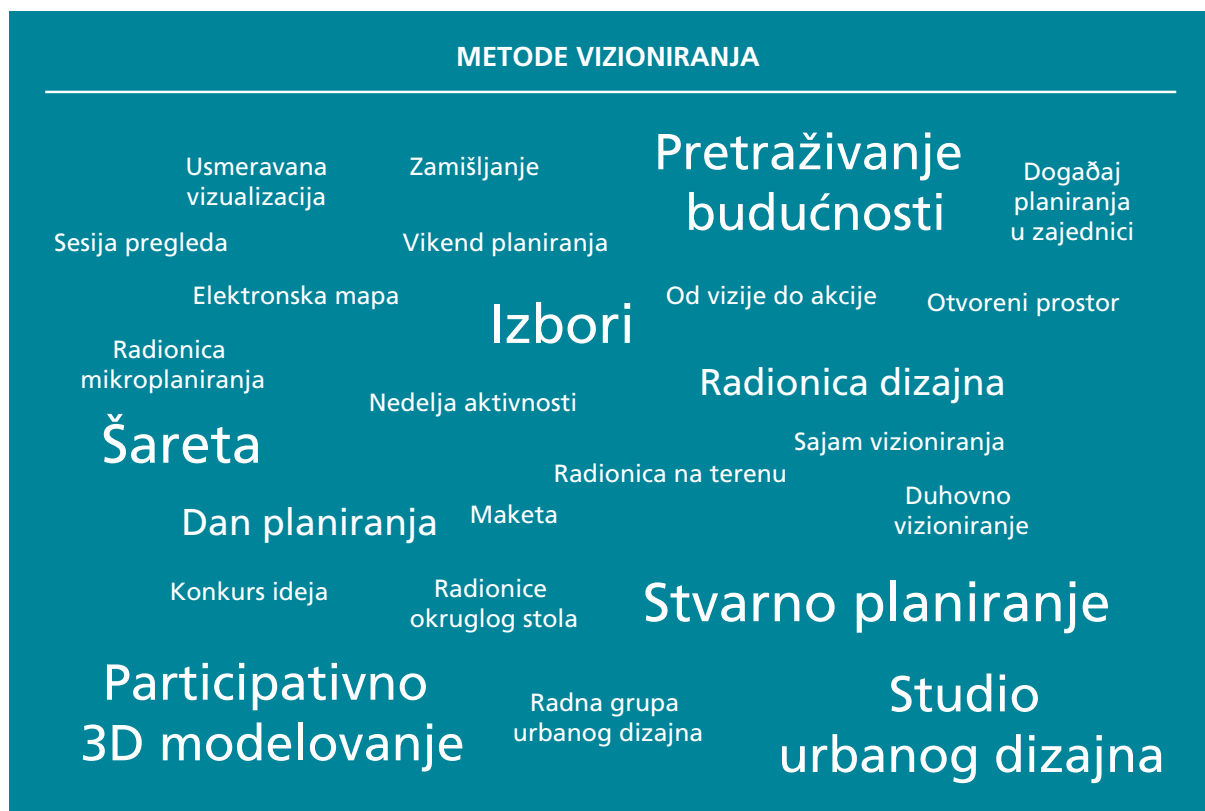 METODE VIZIONIRANJA
Usmeravana
vizualizacija
Zamišljanje
Pretraživanje
budućnosti
Događaj
planiranja
u zajednici
Sesija pregleda
Vikend planiranja
Elektronska mapa
Izbori
Od vizije do akcije
Otvoreni prostor
Radionica
mikroplaniranja
Nedelja aktivnosti
Radionica dizajna
Šareta
Sajam vizioniranja
Radionica na terenu
Dan planiranja
Maketa
Duhovno
vizioniranje
Konkurs ideja
Radionice
okruglog stola
Stvarno planiranje
Participativno
3D modelovanje
Radna grupa
urbanog dizajna
Studio
urbanog dizajna